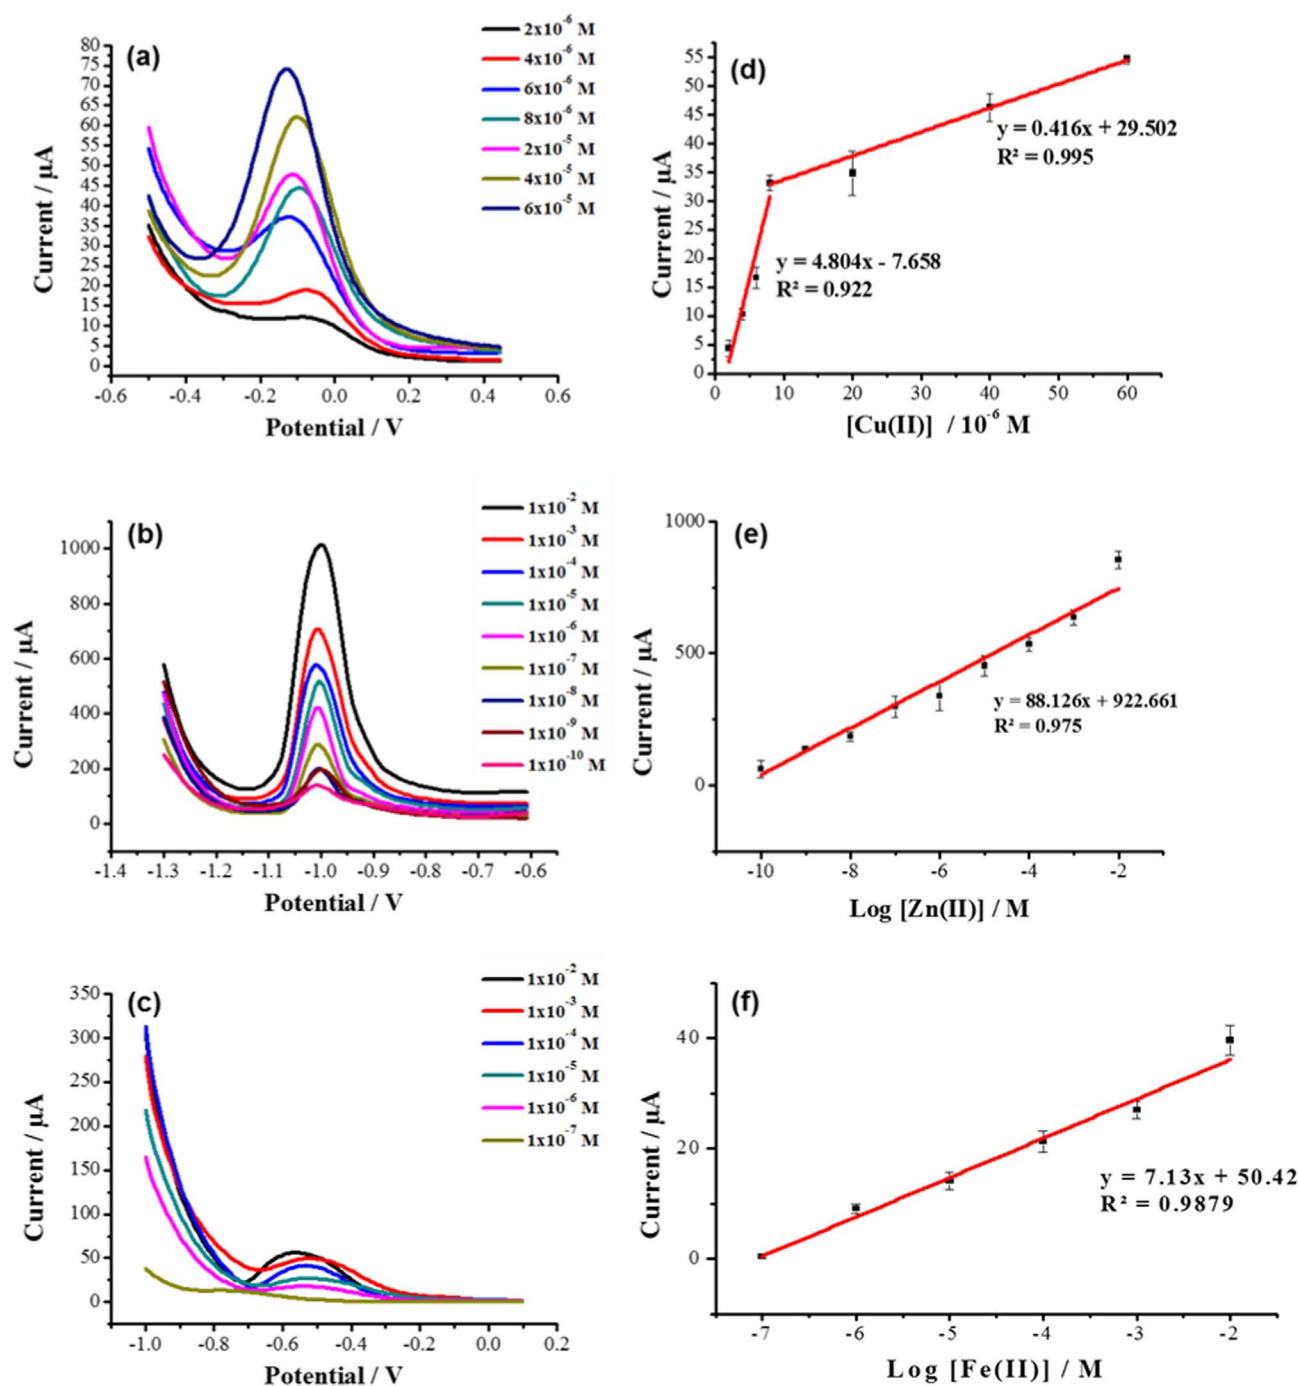 (a)
2x10⁻⁶ M
4x10⁻⁶ M
6x10⁻⁶ M
8x10⁻⁶ M
2x10⁻⁵ M
4x10⁻⁵ M
6x10⁻⁵ M
80
75
70
65
60
55
50
45
40
35
30
25
20
15
10
5
0
Current / µA
-0.6 -0.4 -0.2 0.0 0.2 0.4 0.6
Potential / V
(d)
55
50
45
40
35
30
25
20
15
10
5
0
Current / µA
y = 0.416x + 29.502
R² = 0.995
y = 4.804x - 7.658
R² = 0.922
0 10 20 30 40 50 60
[Cu(II)] / 10⁻⁶ M
(b)
1x10⁻² M
1x10⁻³ M
1x10⁻⁴ M
1x10⁻⁵ M
1x10⁻⁶ M
1x10⁻⁷ M
1x10⁻⁸ M
1x10⁻⁹ M
1x10⁻¹⁰ M
1000
800
600
400
200
0
Current / µA
-1.4 -1.3 -1.2 -1.1 -1.0 -0.9 -0.8 -0.7 -0.6
Potential / V
(e)
1000
500
0
Current / µA
y = 88.126x + 922.661
R² = 0.975
-10 -8 -6 -4 -2
Log [Zn(II)] / M
(c)
1x10⁻² M
1x10⁻³ M
1x10⁻⁴ M
1x10⁻⁵ M
1x10⁻⁶ M
1x10⁻⁷ M
350
300
250
200
150
100
50
0
Current / µA
-1.0 -0.8 -0.6 -0.4 -0.2 0.0 0.2
Potential / V
(f)
40
20
0
Current / µA
y = 7.13x + 50.42
R² = 0.9879
-7 -6 -5 -4 -3 -2
Log [Fe(II)] / M